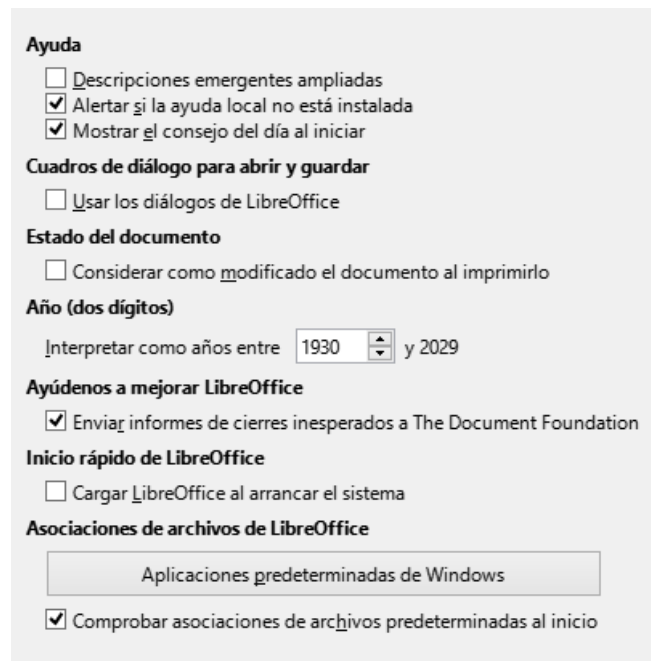 Ayuda
Descripciones emergentes ampliadas
Alertar si la ayuda local no está instalada
Mostrar el consejo del día al iniciar
Cuadros de diálogo para abrir y guardar
Usar los diálogos de LibreOffice
Estado del documento
Considerar como modificado el documento al imprimirlo
Año (dos dígitos)
Interpretar como años entre 1930 y 2029
Ayúdenos a mejorar LibreOffice
Enviar informes de cierres inesperados a The Document Foundation
Inicio rápido de LibreOffice
Cargar LibreOffice al arrancar el sistema
Asociaciones de archivos de LibreOffice
Aplicaciones predeterminadas de Windows
Comprobar asociaciones de archivos predeterminadas al inicio